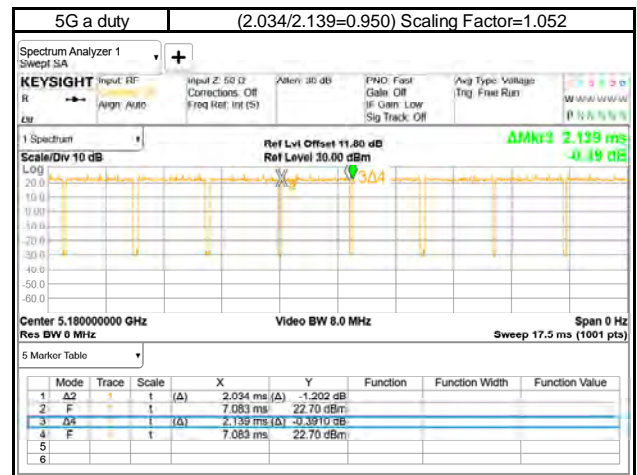 5G a duty (2.034/2.139=0.950) Scaling Factor=1.052
Spectrum Analyzer 1
Swept SA
+
KEYSIGHT Input: RF Input Z: 50 Ω Atten: 30 dB PNO: Fast Avg Type: Voltage
R Corrections: Off Gate: Off Trig: Free Run
Align: Auto Freq Ref: Int (S) IF Gain: Low
Sig Track: Off
1 Spectrum
Ref Lvl Offset 11.80 dB ΔMkr3 2.139 ms
Scale/Div 10 dB Ref Level 30.00 dBm -0.39 dB
Log
20.0
10.0
0.00
-10.0
-20.0
-30.0
-40.0
-50.0
-60.0
3Δ4
Center 5.180000000 GHz Video BW 8.0 MHz Span 0 Hz
Res BW 8 MHz Sweep 17.5 ms (1001 pts)
5 Marker Table
Mode Trace Scale X Y Function Function Width Function Value
1 Δ2 1 t (Δ) 2.034 ms (Δ) -1.202 dB
2 F 1 t 7.083 ms 22.70 dBm
3 Δ4 1 t (Δ) 2.139 ms (Δ) -0.3910 dB
4 F 1 t 7.083 ms 22.70 dBm
5
6